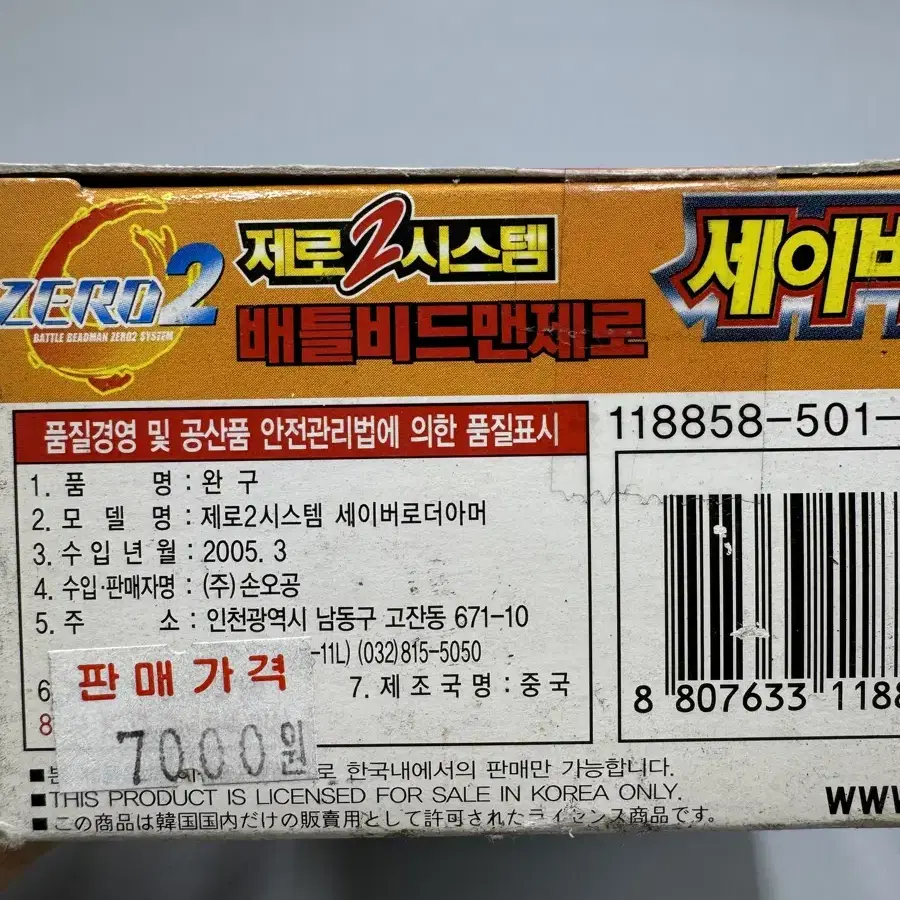 ZERO2
BATTLE BEADMAN ZERO2 SYSTEM
제로2시스템
배틀비드맨제로
세이버
품질경영 및 공산품 안전관리법에 의한 품질표시
1. 품 명 : 완 구
2. 모 델 명 : 제로2시스템 세이버로더아머
3. 수 입 년 월 : 2005. 3
4. 수입·판매자명 : (주) 손오공
5. 주 소 : 인천광역시 남동구 고잔동 671-10
-11L) (032) 815-5050
6
7. 제 조 국 명 : 중 국
8
판매가격
7000원
118858-501-
8 807633 118
■ 로 한국내에서의 판매만 가능합니다.
■ THIS PRODUCT IS LICENSED FOR SALE IN KOREA ONLY.
■ この商品は韓国国内だけの販賣用として許可されたライセンス商品です。
WWW